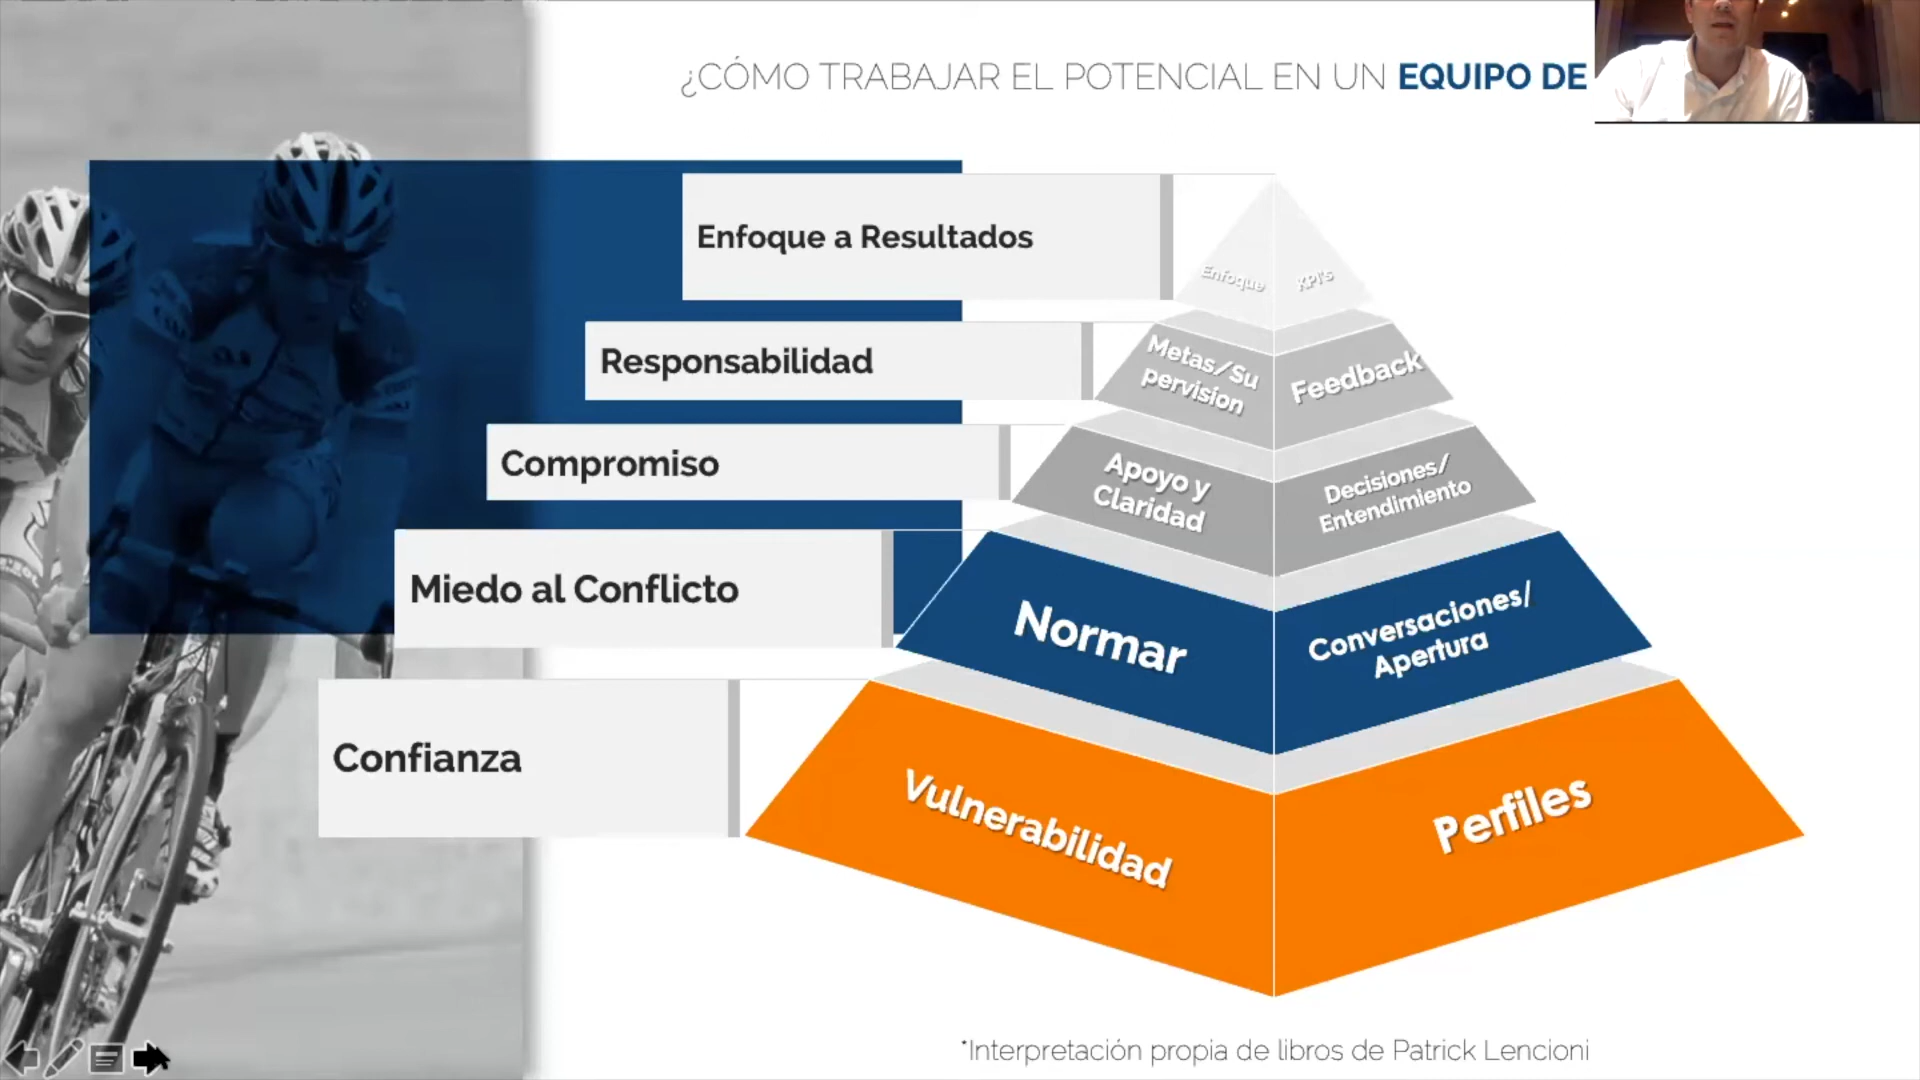 ¿CÓMO TRABAJAR EL POTENCIAL EN UN EQUIPO DE
Enfoque a Resultados
Enfoque
KPI's
Responsabilidad
Metas/Su
pervision
Feedback
Compromiso
Apoyo y
Claridad
Decisiones/
Entendimiento
Miedo al Conflicto
Normar
Conversaciones/
Apertura
Confianza
Vulnerabilidad
Perfiles
*Interpretación propia de libros de Patrick Lencioni